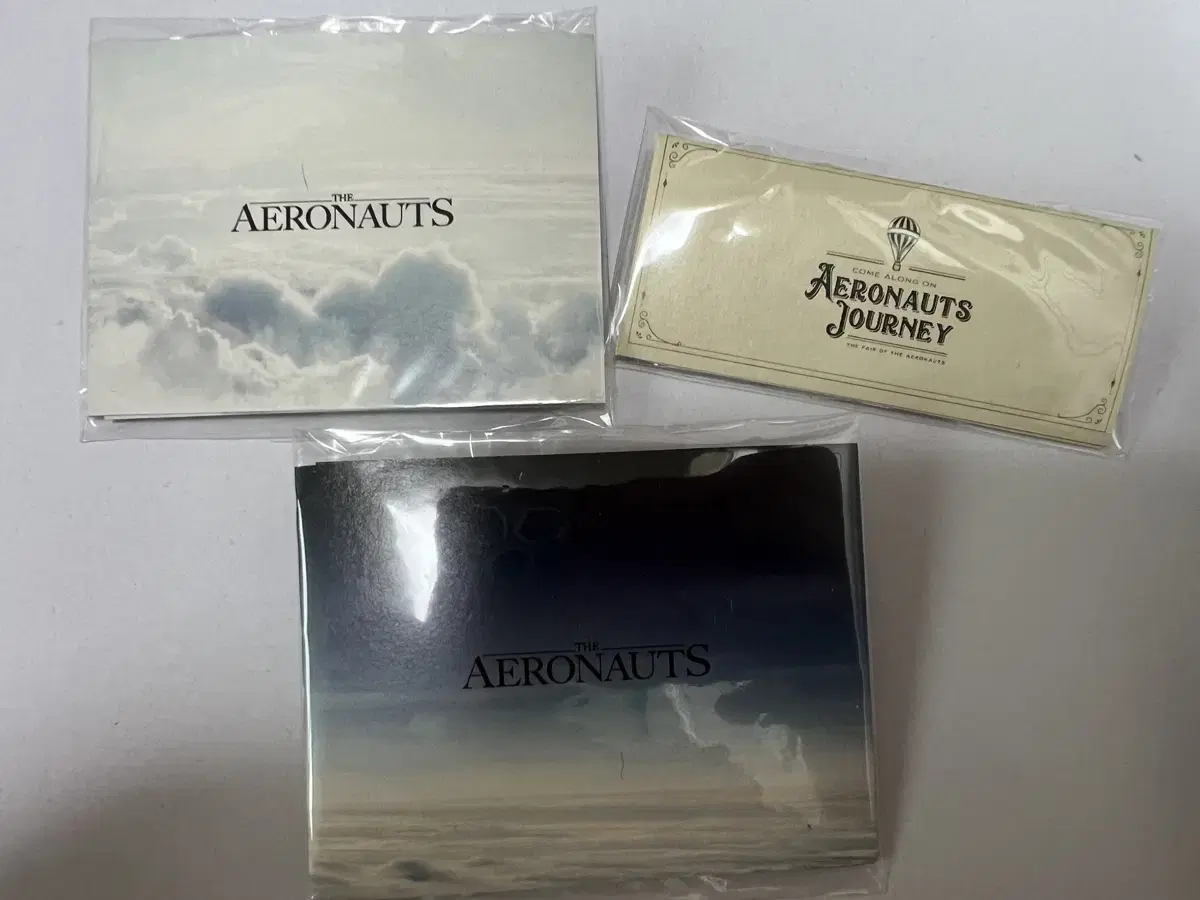 THE
AERONAUTS
COME ALONG ON
AERONAUTS
JOURNEY
THE FAIR OF THE AERONAUTS
THE
AERONAUTS